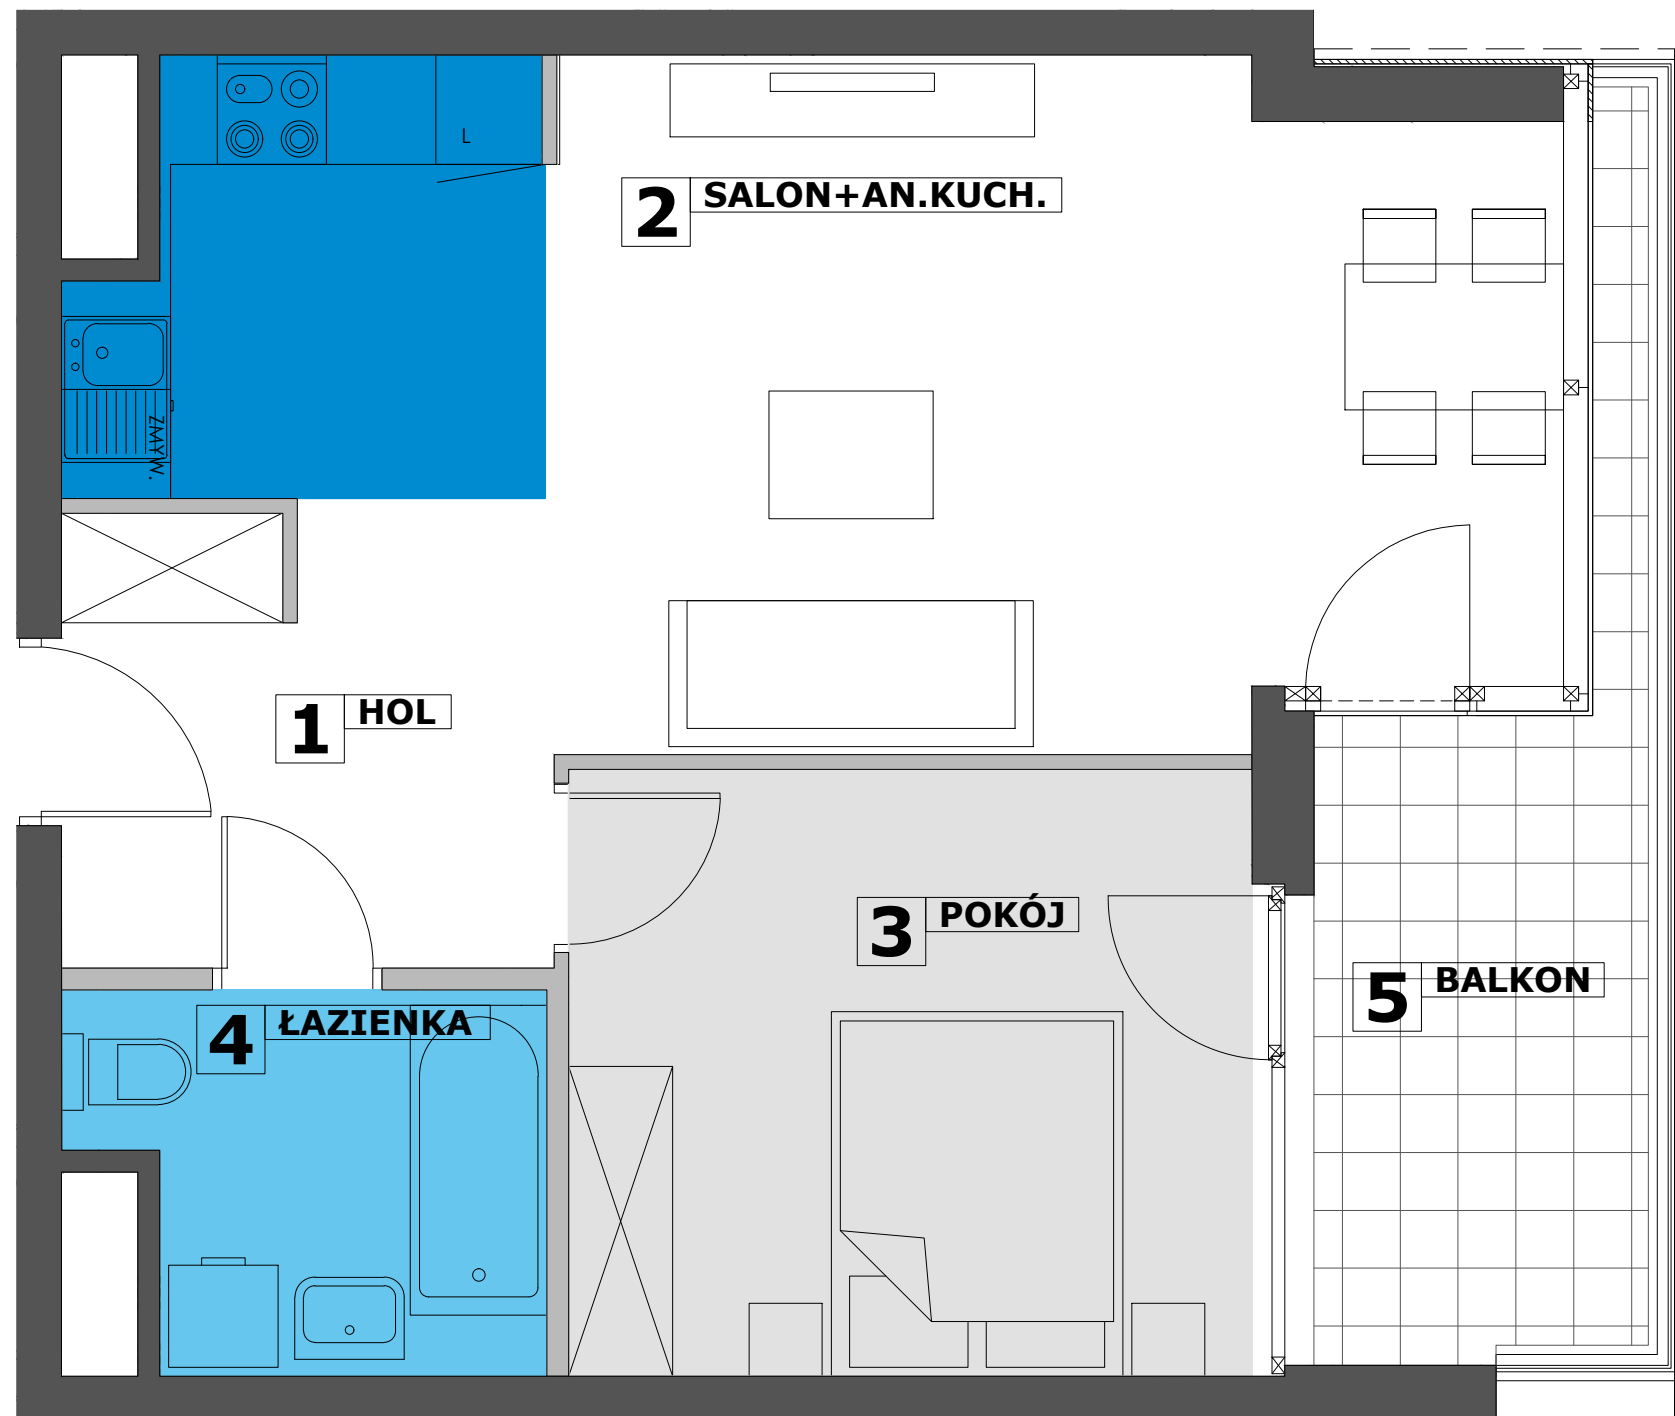 L
2 SALON+AN.KUCH.
ZMYW.
1 HOL
3 POKÓJ
5 BALKON
4 ŁAZIENKA